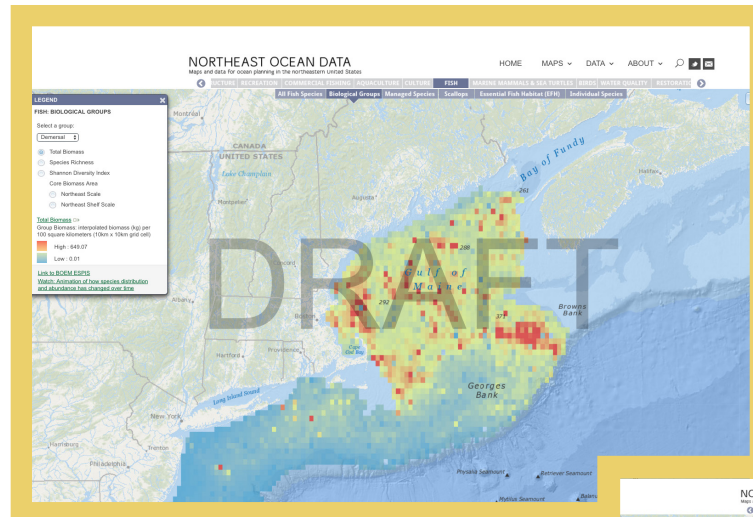 NORTHEAST OCEAN DATA
Maps and data for ocean planning in the northeastern United States
HOME MAPS DATA ABOUT
RECREATION COMMERCIAL FISHING AQUACULTURE CULTURE FISH MARINE MAMMALS & SEA TURTLES BIRDS WATER QUALITY RESTORATIO
All Fish Species Biological Groups Managed Species Scallops Essential Fish Habitat (EFH) Individual Species
LEGEND
FISH: BIOLOGICAL GROUPS
Select a group:
Demersal
Total Biomass
Species Richness
Shannon Diversity Index
Core Biomass Area
Northeast Scale
Northeast Shelf Scale
Total Biomass
Group Biomass: interpolated biomass (kg) per
100 square kilometers (10km x 10km grid cell)
High : 649.07
Low : 0.01
Link to BOEM ESPIS
Watch: Animation of how species distribution
and abundance has changed over time
Montréal
CANADA
UNITED STATES
Lake Champlain
Montpelier
Augusta
Bay of Fundy
Halifax
261
288
DRAFT
Gulf of
Maine
Concord
292
371
Albany
Boston
Browns
Bank
Cape
Cod Bay
Hartford
Providence
Georges
Bank
Long Island Sound
New York
Harrisburg
Trenton
Philadelphia
Physalia Seamount
Retriever Seamount
Mytilus Seamount
Balanu
NO
Maps a